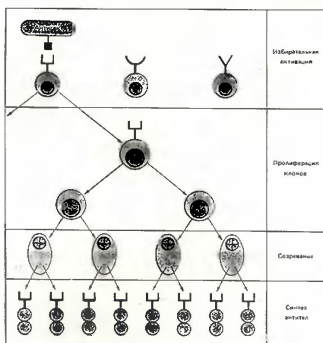 Избирательная
активация
Пролиферация
клонов
Созревание
Синтез
антител